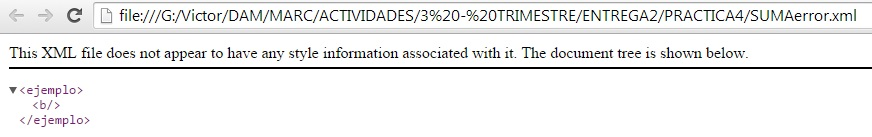 file:///G:/Victor/DAM/MARC/ACTIVIDADES/3%20-%20TRIMESTRE/ENTREGA2/PRACTICA4/SUMAerror.xml
This XML file does not appear to have any style information associated with it. The document tree is shown below.
▼<ejemplo>
<b/>
</ejemplo>